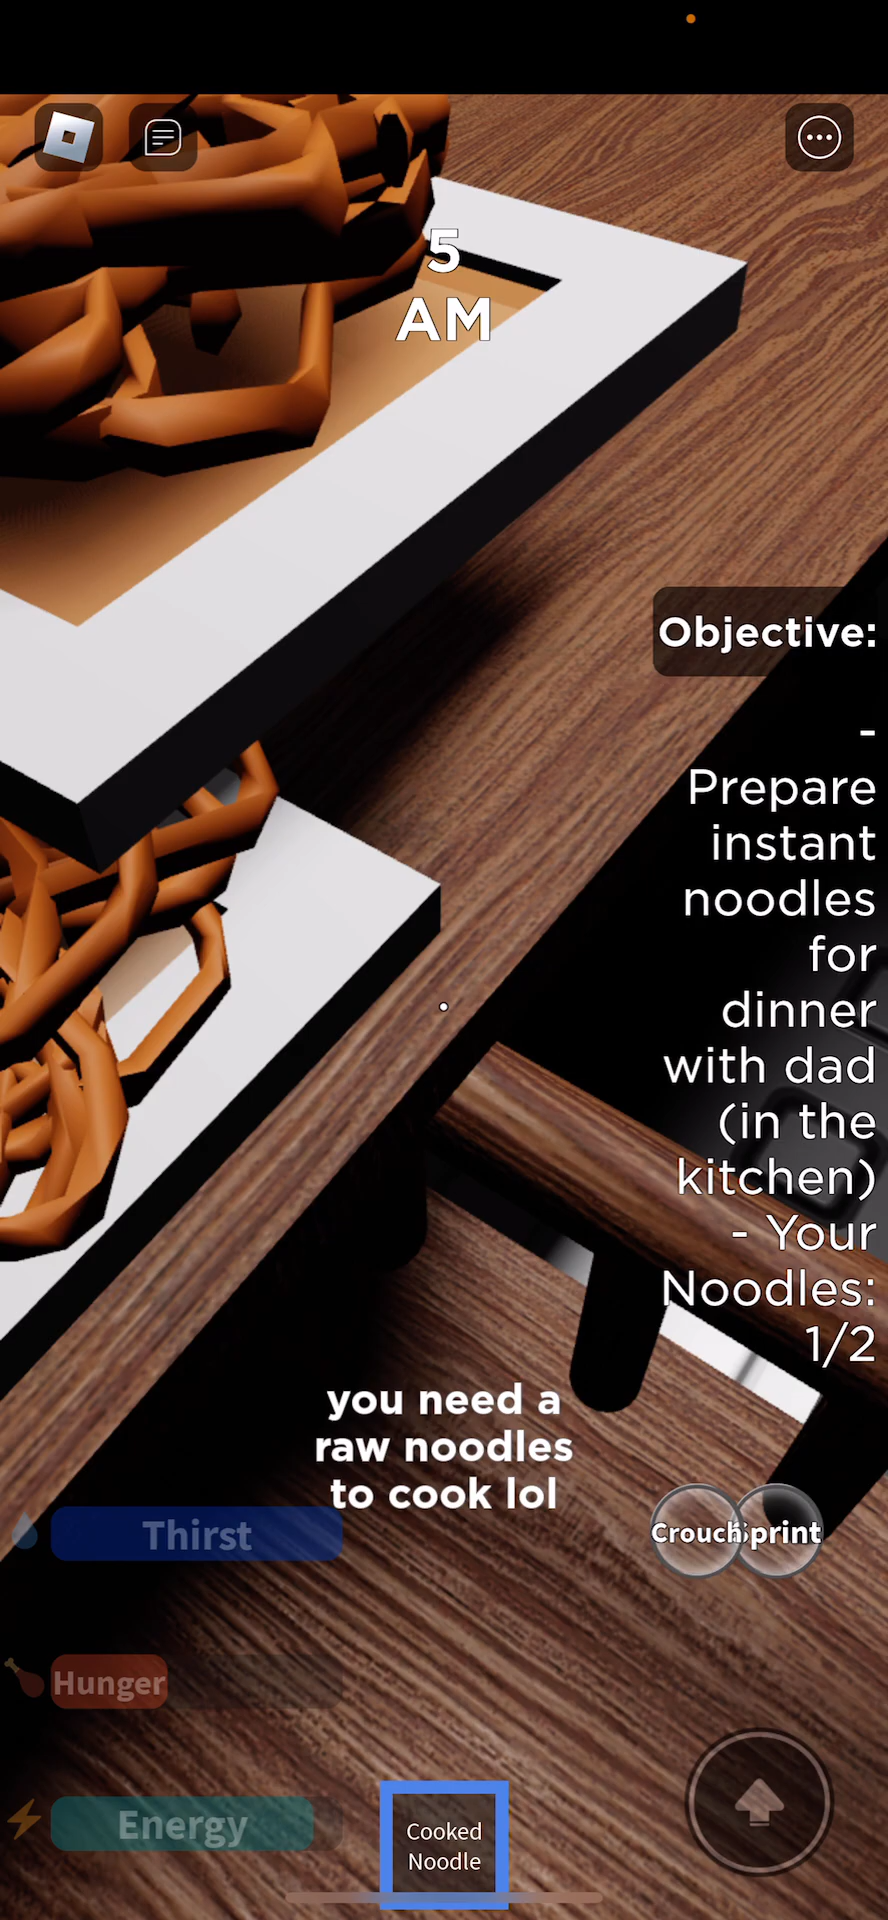 5
AM
Objective:
-
Prepare
instant
noodles
for
dinner
with dad
(in the
kitchen)
- Your
Noodles:
1/2
you need a
raw noodles
to cook lol
Thirst
Crouch
Sprint
Hunger
Energy
Cooked
Noodle